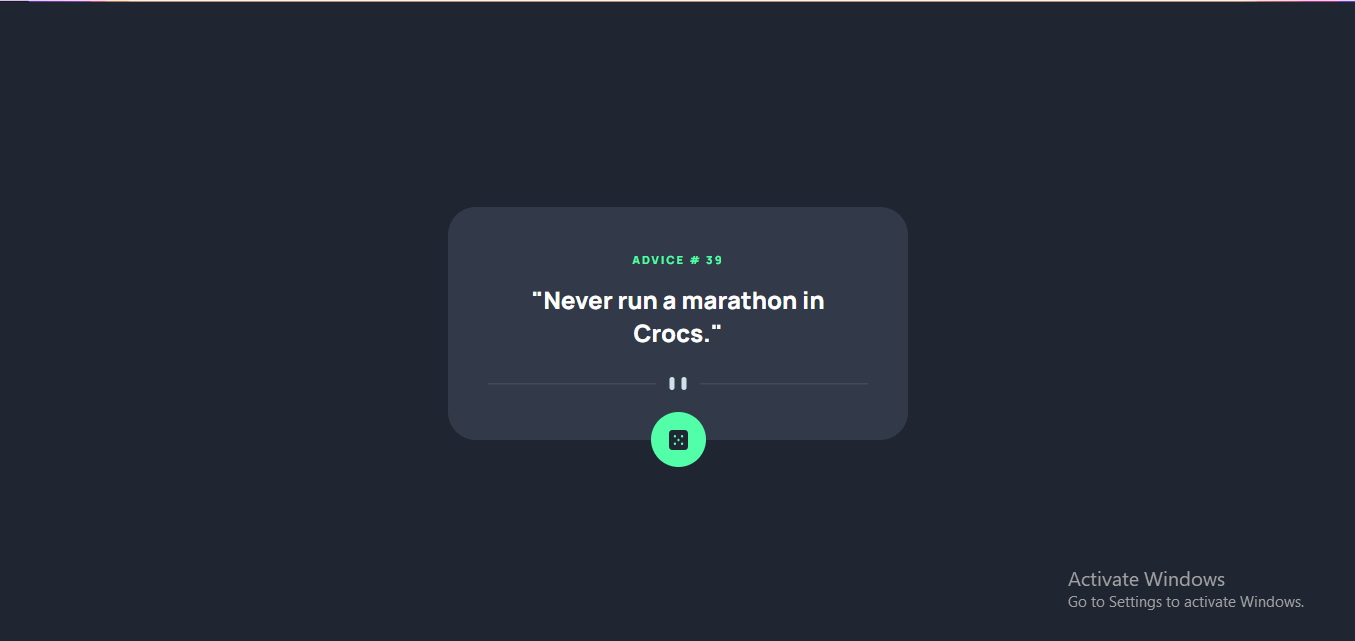 ADVICE # 39
"Never run a marathon in
Crocs."
Activate Windows
Go to Settings to activate Windows.